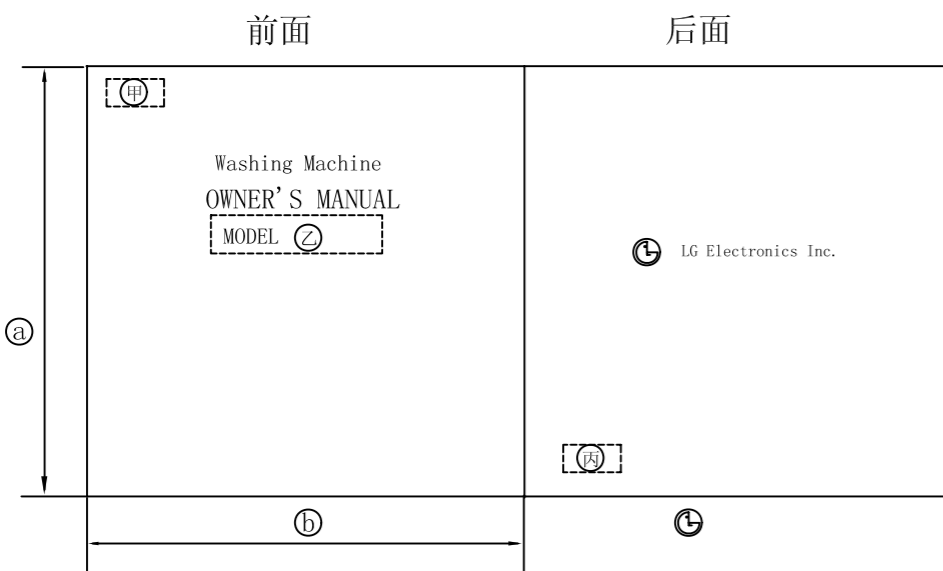 前面
后面
甲
Washing Machine
OWNER'S MANUAL
MODEL 乙
LG Electronics Inc.
a
丙
b